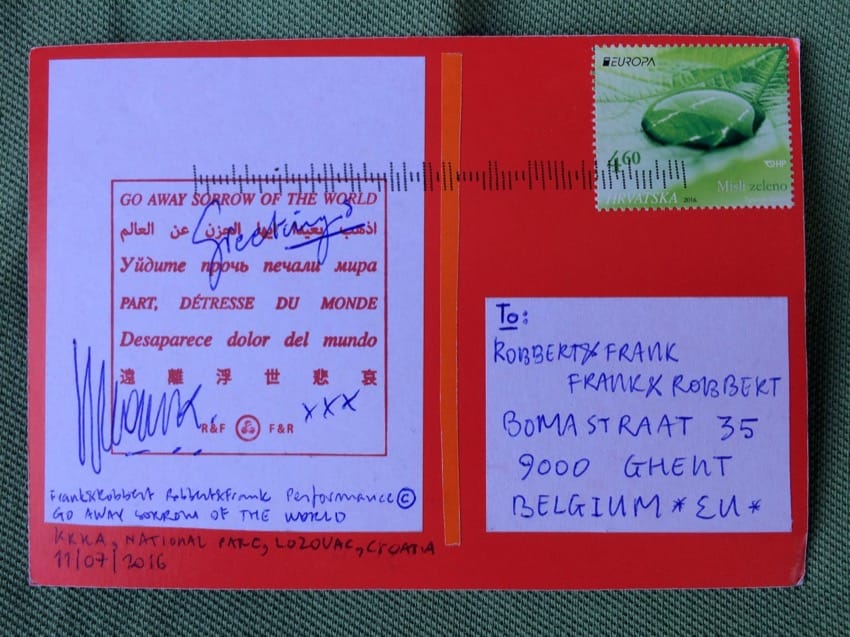 GO AWAY SORROW OF THE WORLD
اذهب بعيدا أيها الحزن عن العالم
Greetings
Уйдите прочь печали мира
PART, DÉTRESSE DU MONDE
Desaparece dolor del mundo
遠離浮世悲哀
R&F F&R
xxx
Frank&Robbert Robbert&Frank Performance ©
GO AWAY SORROW OF THE WORLD
KRKA, NATIONAL PARC, LOZOVAC, CROATIA
11/07/2016
EUROPA
4,60
HP
Misli zeleno
HRVATSKA 2016.
To:
ROBBERT&FRANK
FRANK&ROBBERT
BOMASTRAAT 35
9000 GHENT
BELGIUM * EU *